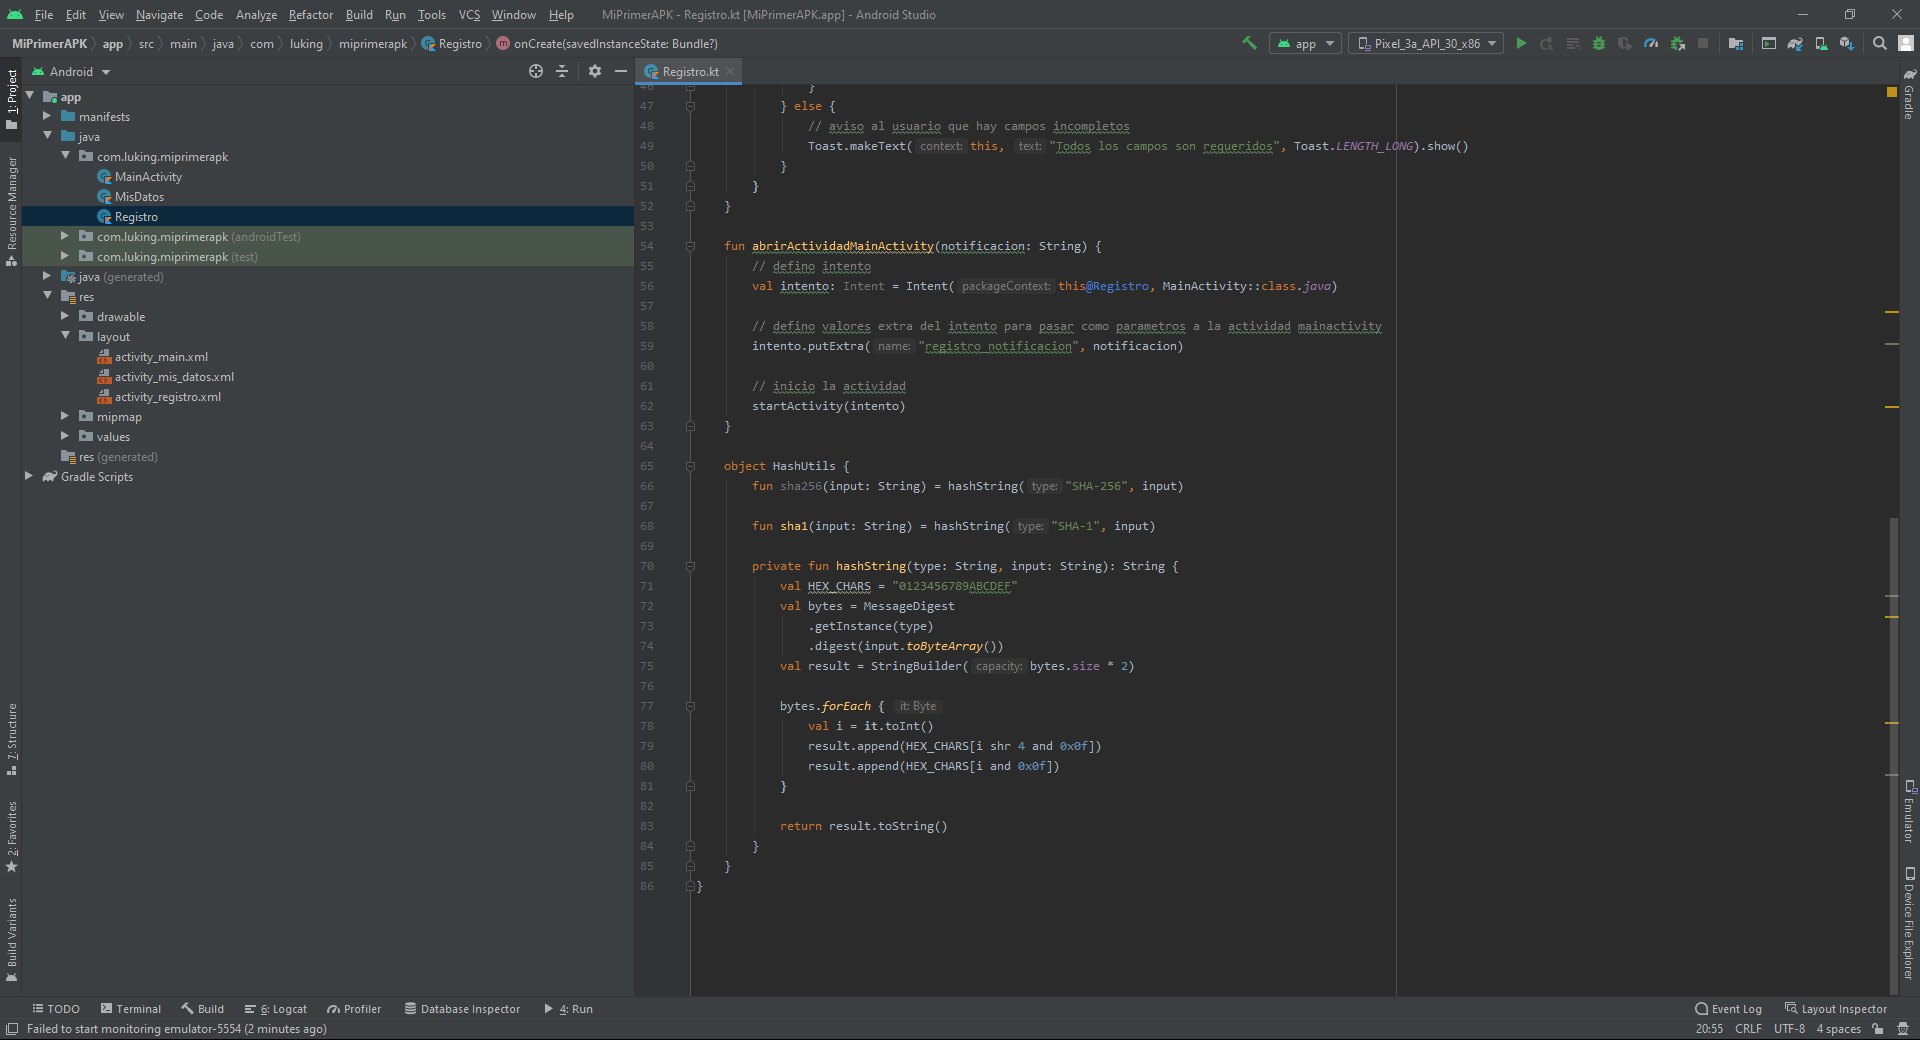 File Edit View Navigate Code Analyze Refactor Build Run Tools VCS Window Help MiPrimerAPK - Registro.kt [MiPrimerAPK.app] - Android Studio
MiPrimerAPK app src main java com luking miprimerapk Registro onCreate(savedInstanceState: Bundle?) app Pixel_3a_API_30_x86
Android
Registro.kt
1: Project
Resource Manager
7: Structure
2: Favorites
Build Variants
app
manifests
java
com.luking.miprimerapk
MainActivity
MisDatos
Registro
com.luking.miprimerapk (androidTest)
com.luking.miprimerapk (test)
java (generated)
res
drawable
layout
activity_main.xml
activity_mis_datos.xml
activity_registro.xml
mipmap
values
res (generated)
Gradle Scripts
46 }
47 } else {
48 // aviso al usuario que hay campos incompletos
49 Toast.makeText( context: this, text: "Todos los campos son requeridos", Toast.LENGTH_LONG).show()
50 }
51 }
52 }
53
54 fun abrirActividadMainActivity(notificacion: String) {
55 // defino intento
56 val intento: Intent = Intent( packageContext: this@Registro, MainActivity::class.java)
57
58 // defino valores extra del intento para pasar como parametros a la actividad mainactivity
59 intento.putExtra( name: "registro_notificacion", notificacion)
60
61 // inicio la actividad
62 startActivity(intento)
63 }
64
65 object HashUtils {
66 fun sha256(input: String) = hashString( type: "SHA-256", input)
67
68 fun sha1(input: String) = hashString( type: "SHA-1", input)
69
70 private fun hashString(type: String, input: String): String {
71 val HEX_CHARS = "0123456789ABCDEF"
72 val bytes = MessageDigest
73 .getInstance(type)
74 .digest(input.toByteArray())
75 val result = StringBuilder( capacity: bytes.size * 2)
76
77 bytes.forEach { it: Byte
78 val i = it.toInt()
79 result.append(HEX_CHARS[i shr 4 and 0x0f])
80 result.append(HEX_CHARS[i and 0x0f])
81 }
82
83 return result.toString()
84 }
85 }
86 }
Gradle
Emulator
Device File Explorer
TODO Terminal Build 6: Logcat Profiler Database Inspector 4: Run Event Log Layout Inspector
Failed to start monitoring emulator-5554 (2 minutes ago) 20:55 CRLF UTF-8 4 spaces